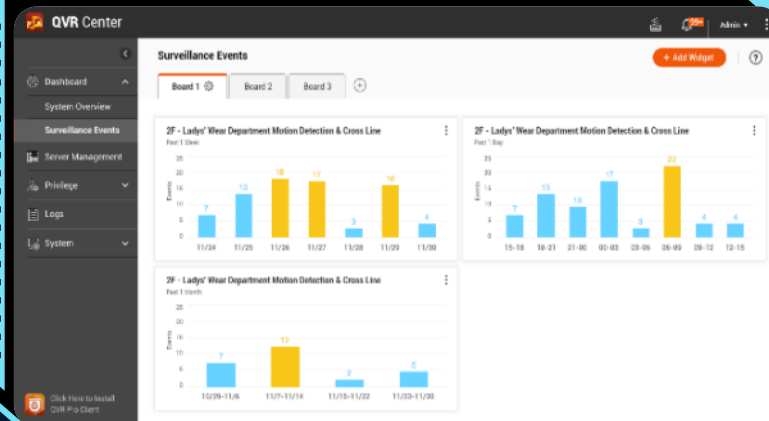 QVR Center
99+
Admin
Dashboard
System Overview
Surveillance Events
Server Management
Privilege
Logs
System
Click Here to Install
QVR Pro Client
Surveillance Events
+ Add Widget
Board 1
Board 2
Board 3
2F - Ladys' Wear Department Motion Detection & Cross Line
Past 1 Week
Events
25
20
15
10
5
0
7
13
18
17
3
16
4
11/24
11/25
11/26
11/27
11/28
11/29
11/30
2F - Ladys' Wear Department Motion Detection & Cross Line
Past 1 Day
Events
25
20
15
10
5
0
7
13
17
3
22
4
4
15-18
18-21
21-00
00-03
03-06
06-09
09-12
12-15
2F - Ladys' Wear Department Motion Detection & Cross Line
Past 1 Month
Events
25
20
15
10
5
0
7
12
2
10/29-11/6
11/7-11/14
11/15-11/22
11/23-11/30